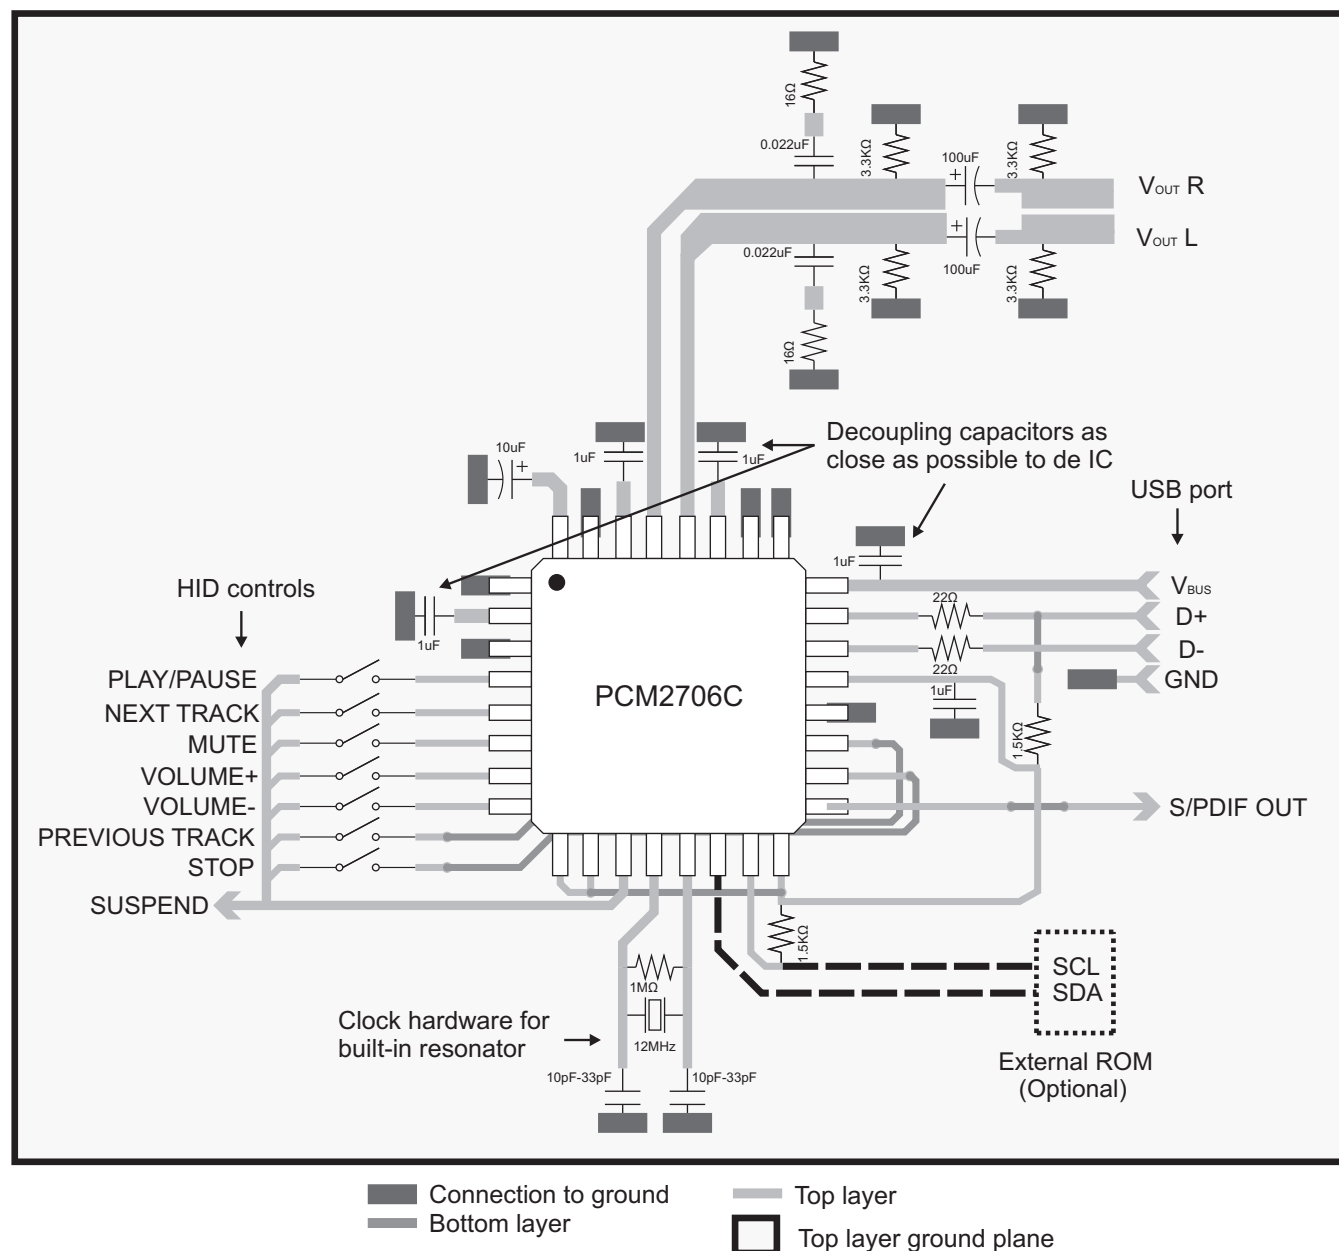 16Ω
0.022uF
3.3KΩ
100uF
3.3KΩ
+
VOUT R
VOUT L
+
0.022uF
3.3KΩ
100uF
3.3KΩ
16Ω
Decoupling capacitors as
close as possible to de IC
10uF
+
1uF
1uF
USB port
1uF
HID controls
1uF
22Ω
VBUS
D+
D-
22Ω
GND
1uF
1.5KΩ
PCM2706C
PLAY/PAUSE
NEXT TRACK
MUTE
VOLUME+
VOLUME-
PREVIOUS TRACK
STOP
SUSPEND
S/PDIF OUT
1.5KΩ
SCL
SDA
External ROM
(Optional)
1MΩ
12MHz
Clock hardware for
built-in resonator
10pF-33pF
10pF-33pF
Connection to ground
Bottom layer
Top layer
Top layer ground plane